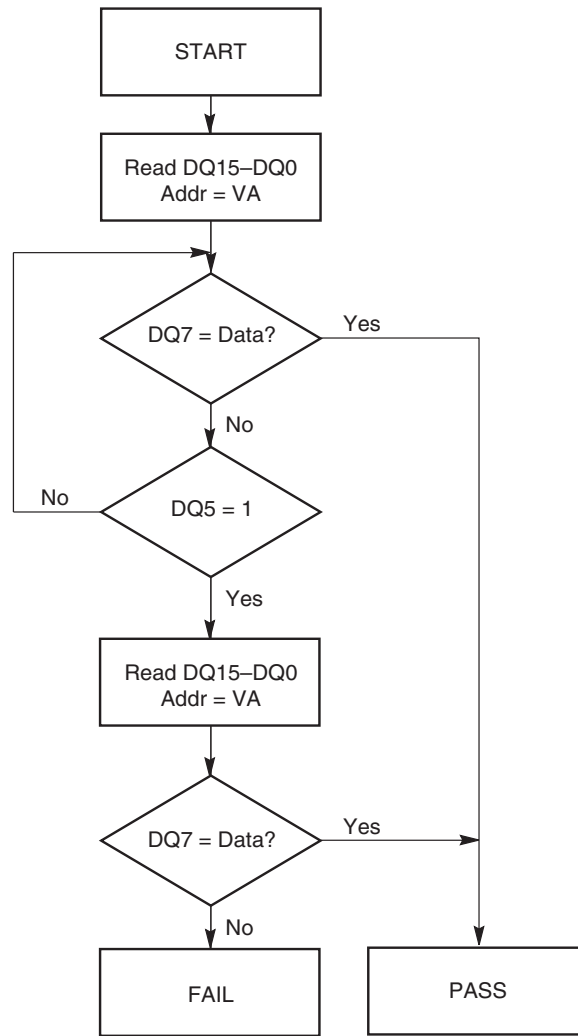 START
Read DQ15–DQ0
Addr = VA
DQ7 = Data?
Yes
No
No
DQ5 = 1
Yes
Read DQ15–DQ0
Addr = VA
DQ7 = Data?
Yes
No
FAIL
PASS